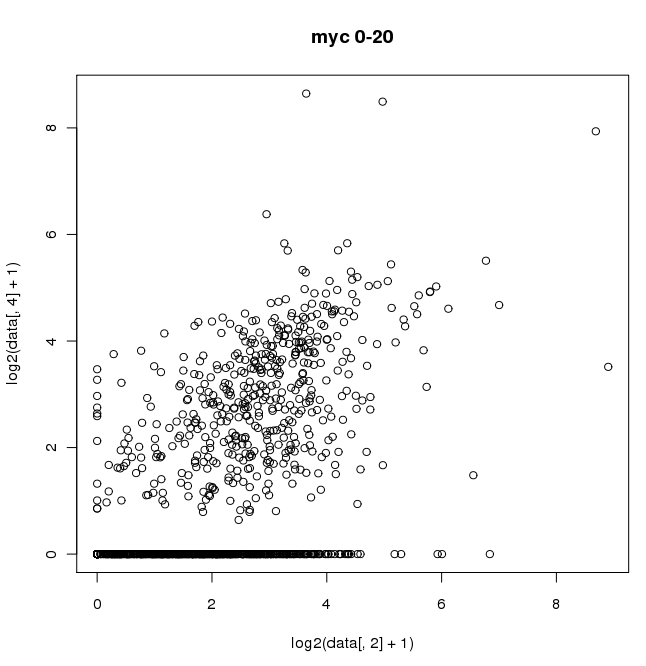 myc 0-20
log2(data[, 4] + 1)
8
6
4
2
0
0 2 4 6 8
log2(data[, 2] + 1)